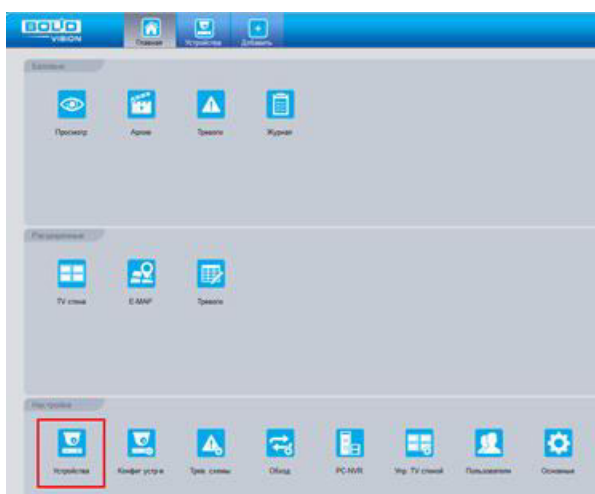 BOLID
VISION
Главная
Устройства
Добавить
Базовые
Просмотр
Архив
Тревоги
Журнал
Расширенные
TV стена
E-MAP
Тревоги
Настройки
Устройства
Конфиг устр-в
Трев. схемы
Обход
PC-NVR
Упр. TV стеной
Пользователи
Основные